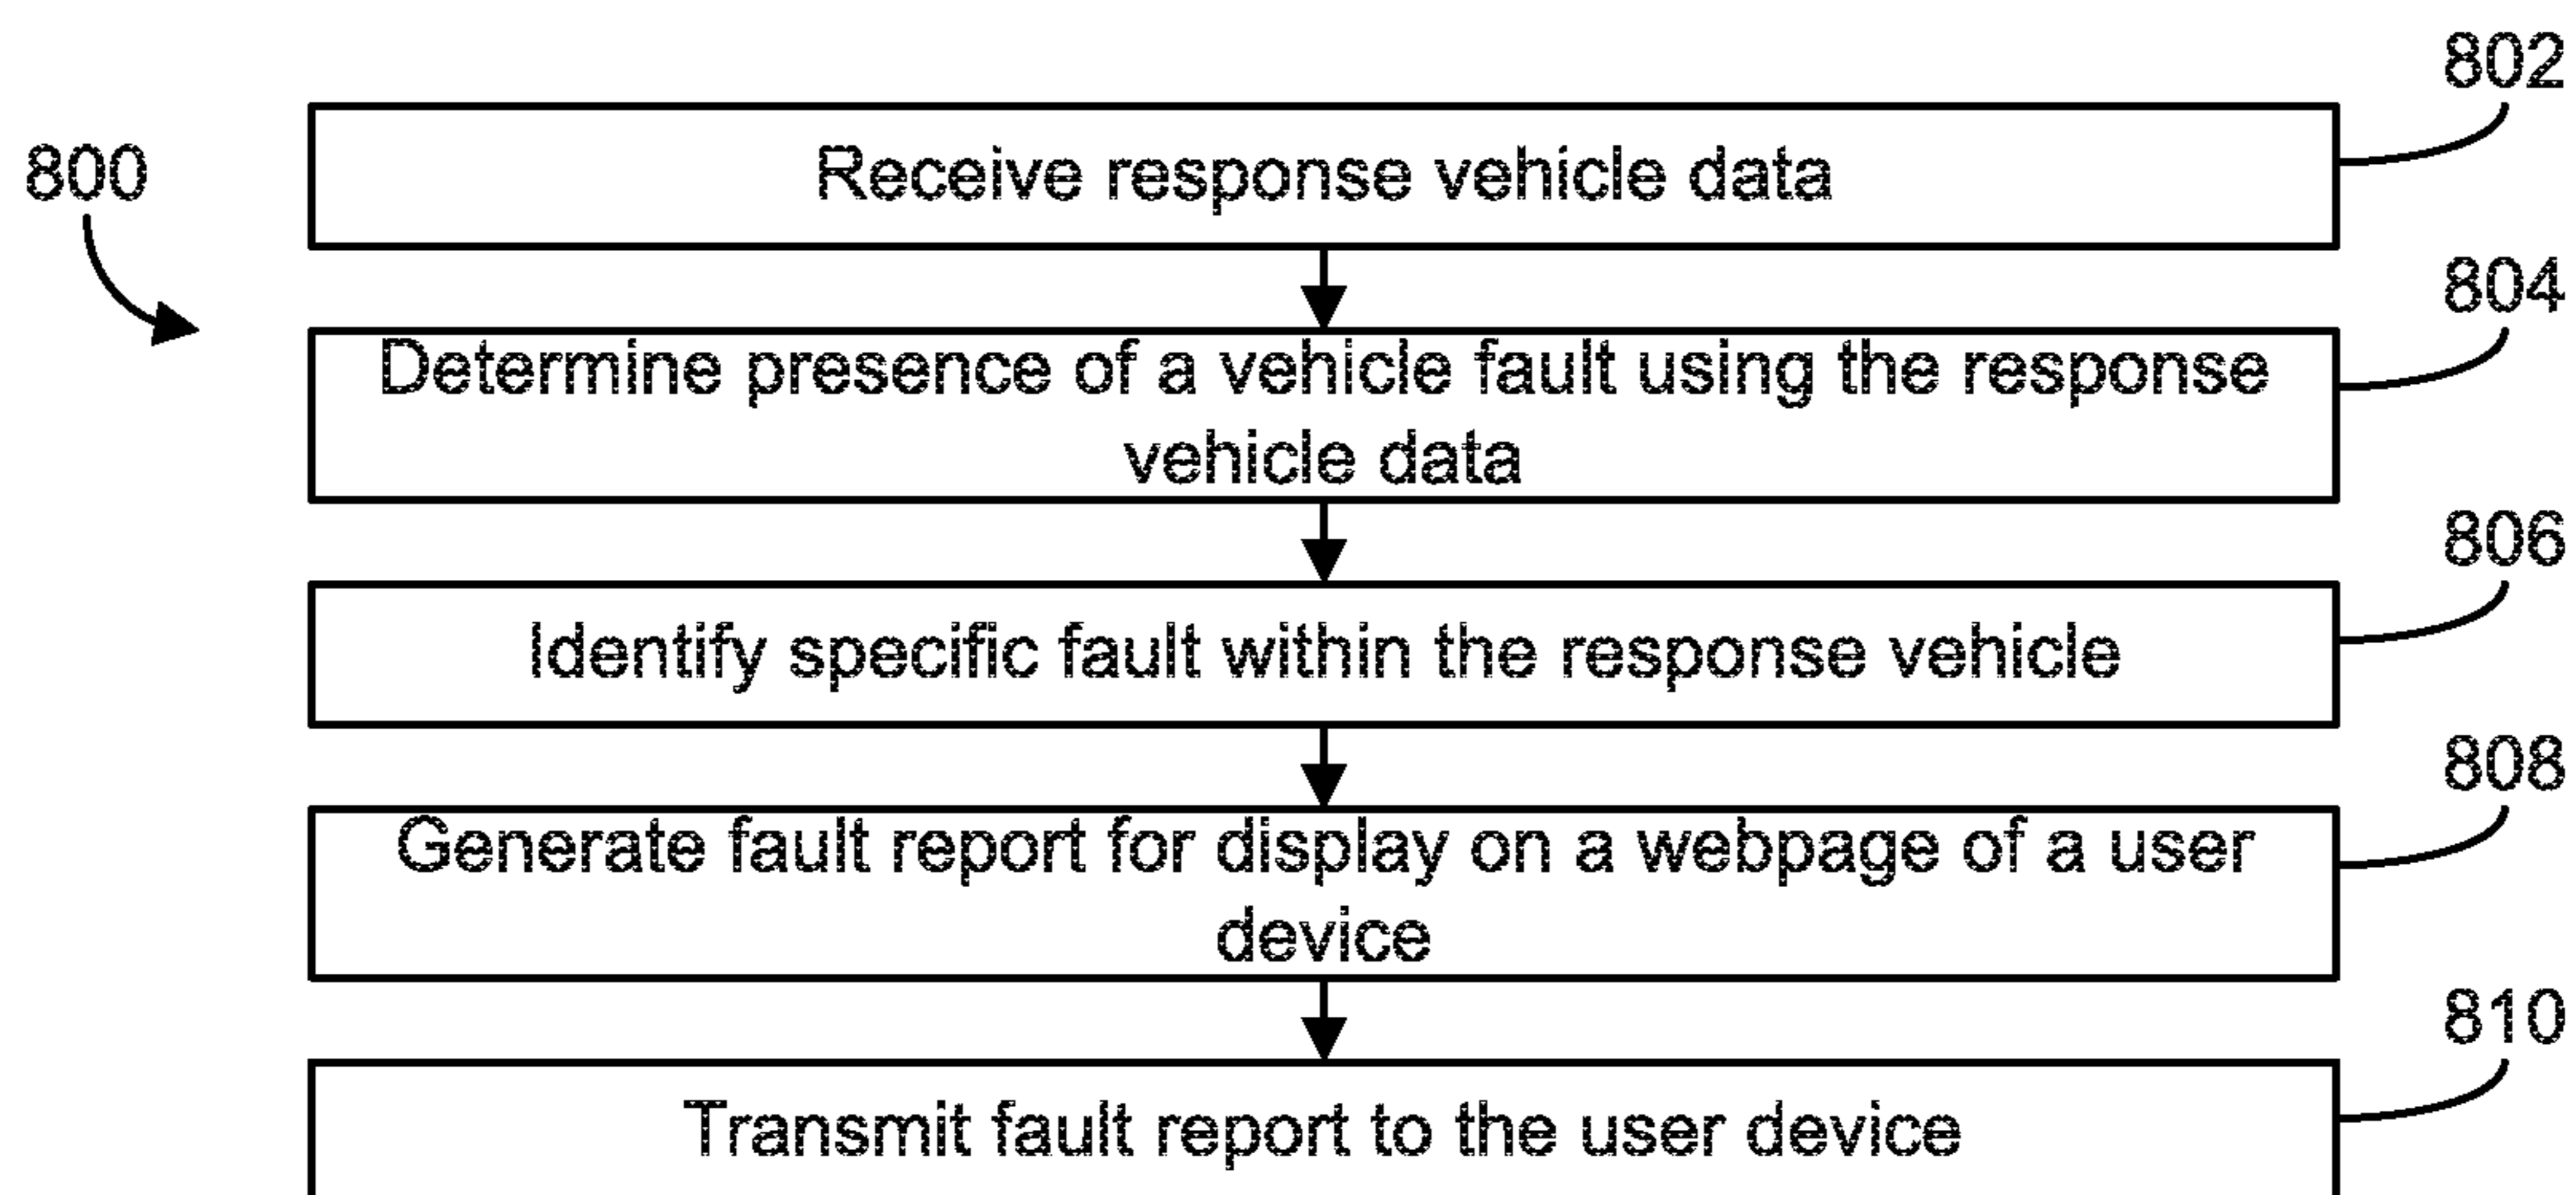 802
800
Receive response vehicle data
804
Determine presence of a vehicle fault using the response
vehicle data
806
Identify specific fault within the response vehicle
808
Generate fault report for display on a webpage of a user
device
810
Transmit fault report to the user device